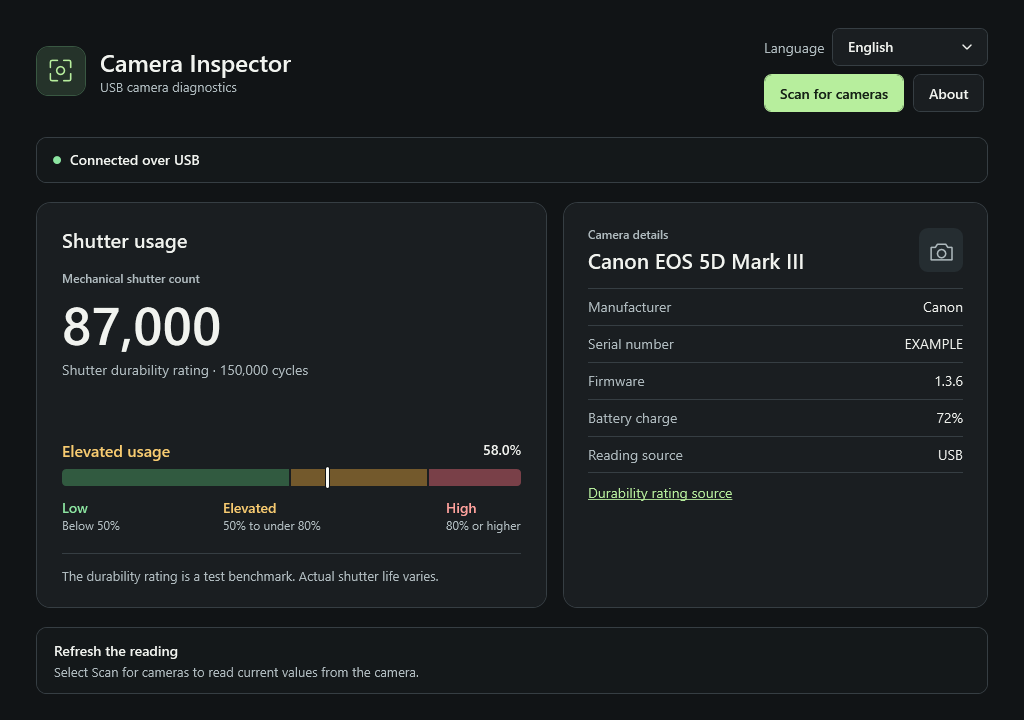 Camera Inspector
USB camera diagnostics
Language
English
Scan for cameras
About
Connected over USB
Shutter usage
Mechanical shutter count
87,000
Shutter durability rating · 150,000 cycles
Elevated usage
58.0%
Low
Below 50%
Elevated
50% to under 80%
High
80% or higher
The durability rating is a test benchmark. Actual shutter life varies.
Camera details
Canon EOS 5D Mark III
Manufacturer Canon
Serial number EXAMPLE
Firmware 1.3.6
Battery charge 72%
Reading source USB
Durability rating source
Refresh the reading
Select Scan for cameras to read current values from the camera.